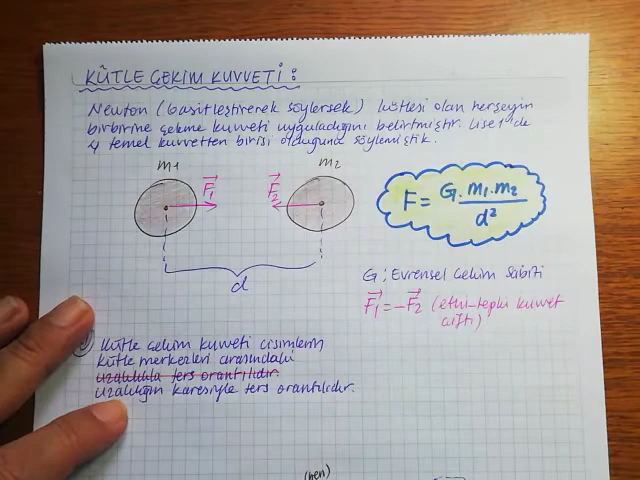 KÜTLE ÇEKİM KUVVETİ :
Newton (basitleştirerek söylersek) kütlesi olan herşeyin
birbirine çekme kuvveti uyguladığını belirtmiştir. Lise 1'de
4 temel kuvvetten birisi olduğunu söylemiştik.
m1 m2
F1 F2
F = G. m1.m2 / d²
d
G: Evrensel Çekim Sabiti
F1 = -F2 (etki-tepki kuvvet
çifti)
Kütle çekim kuvveti cisimlerin
kütle merkezleri arasındaki
uzaklıkla ters orantılıdır.
uzaklığın karesiyle ters orantılıdır.